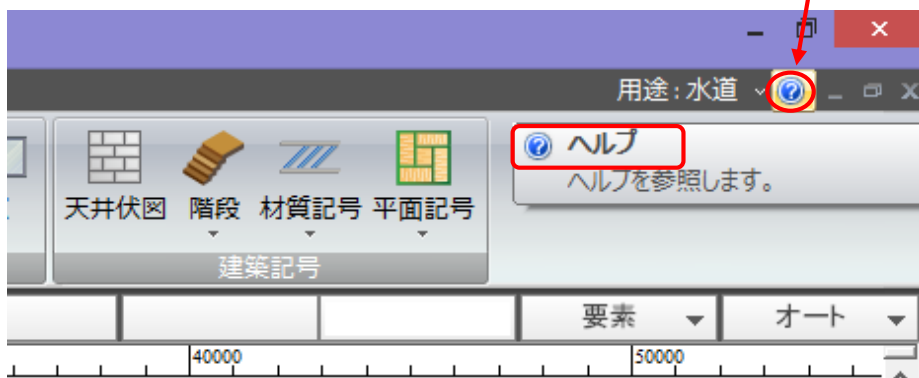 用途:水道
ヘルプ
ヘルプを参照します。
天井伏図 階段 材質記号 平面記号
建築記号
要素 オート
40000 50000